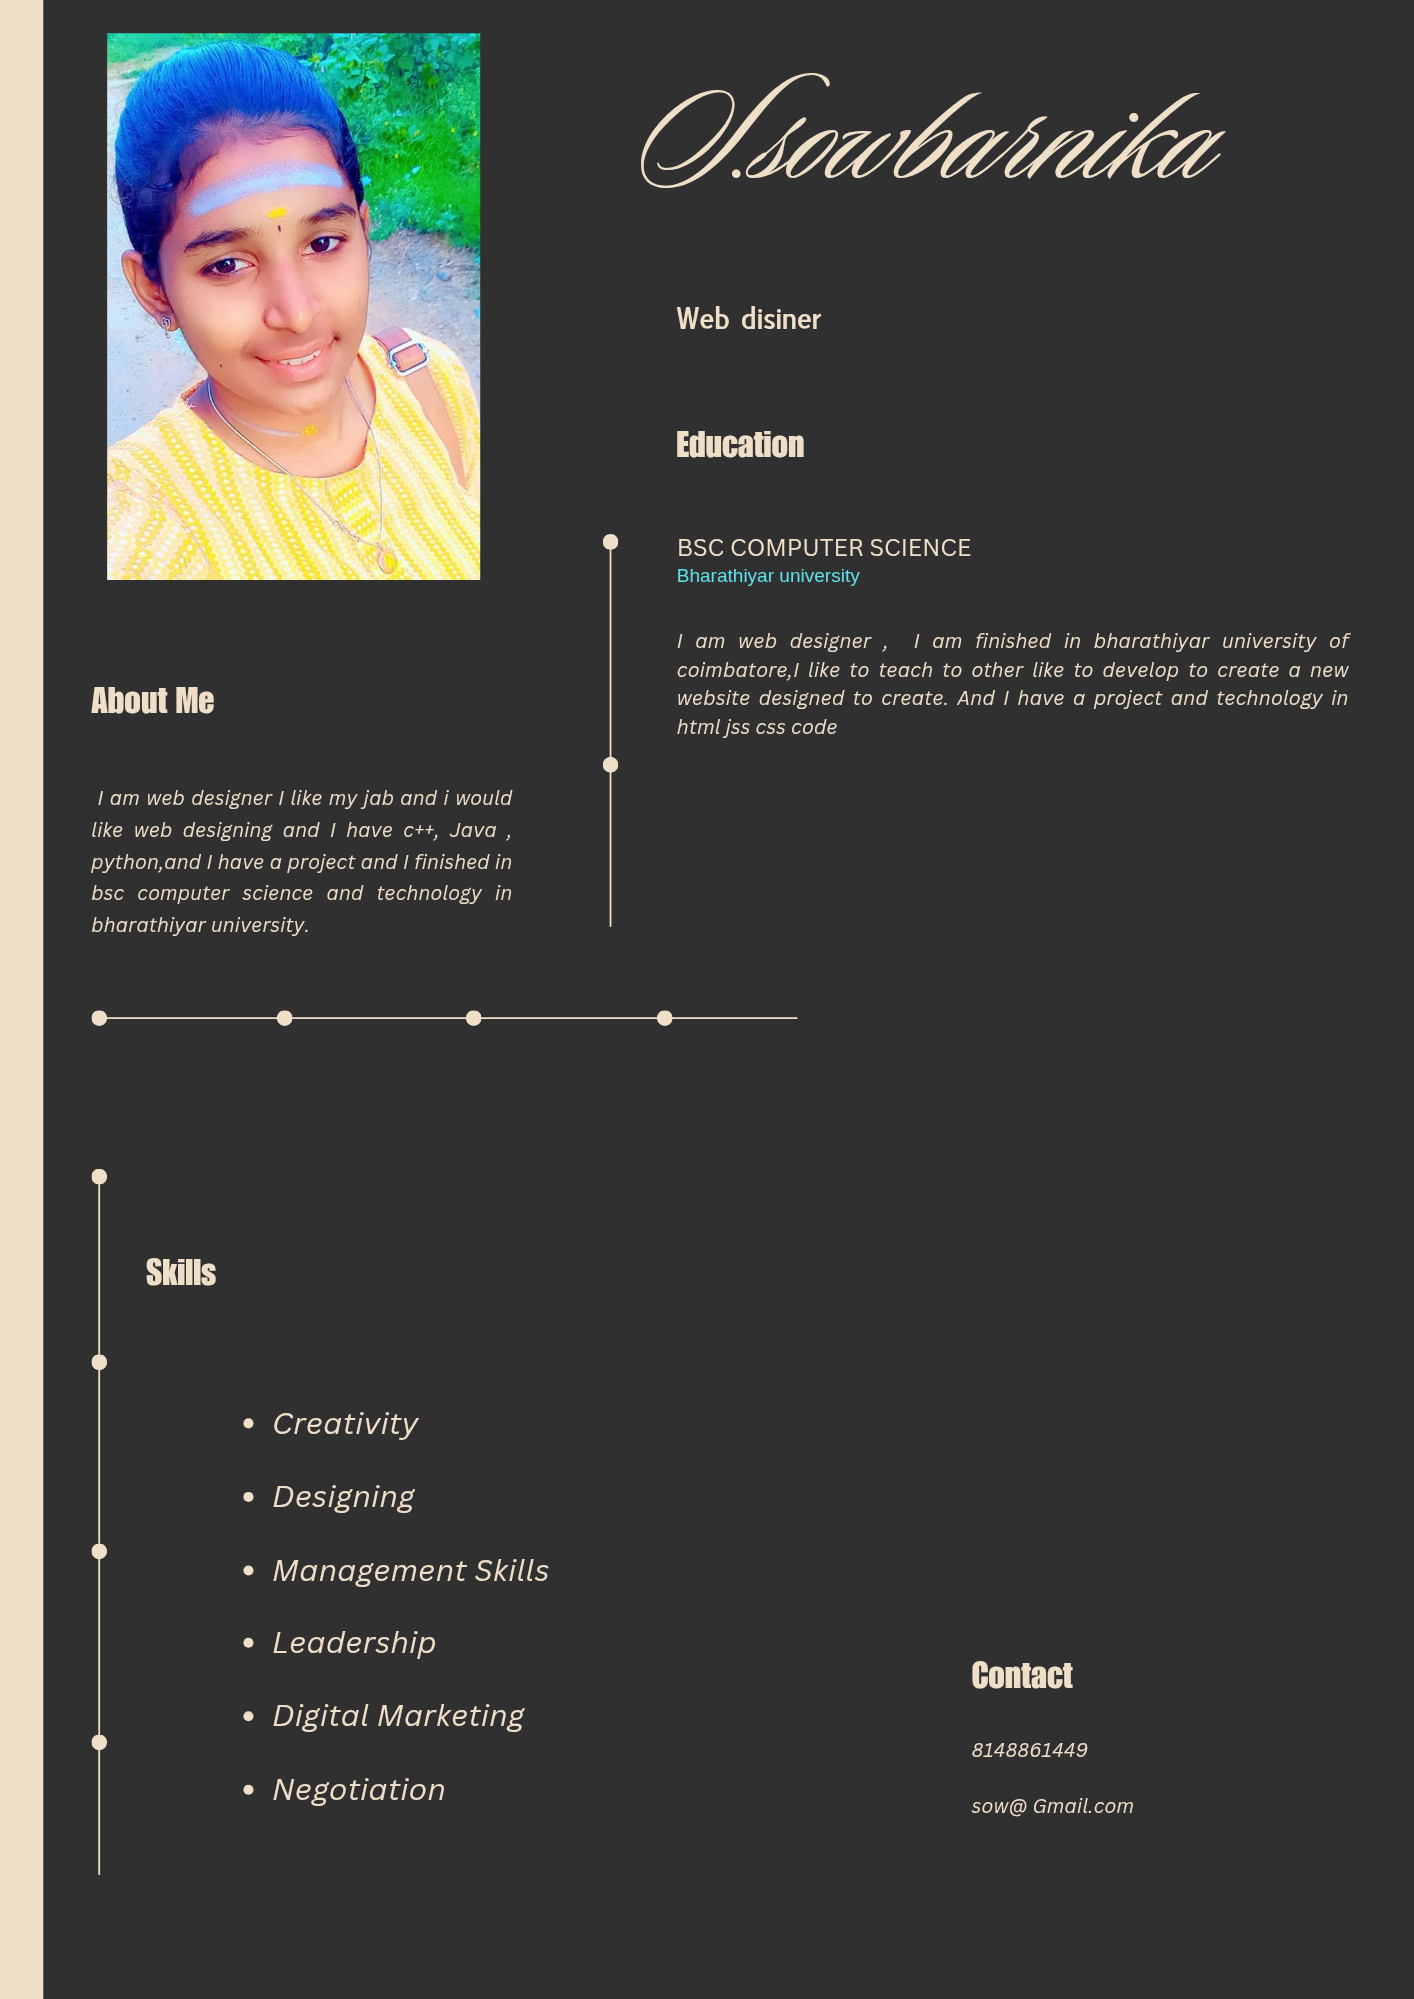 S.sowbarnika
Web disiner
Education
BSC COMPUTER SCIENCE
Bharathiyar university
I am web designer , I am finished in bharathiyar university of
coimbatore,I like to teach to other like to develop to create a new
website designed to create. And I have a project and technology in
html jss css code
About Me
I am web designer I like my jab and i would
like web designing and I have c++, Java ,
python,and I have a project and I finished in
bsc computer science and technology in
bharathiyar university.
Skills
• Creativity
• Designing
• Management Skills
• Leadership
• Digital Marketing
• Negotiation
Contact
8148861449
sow@ Gmail.com